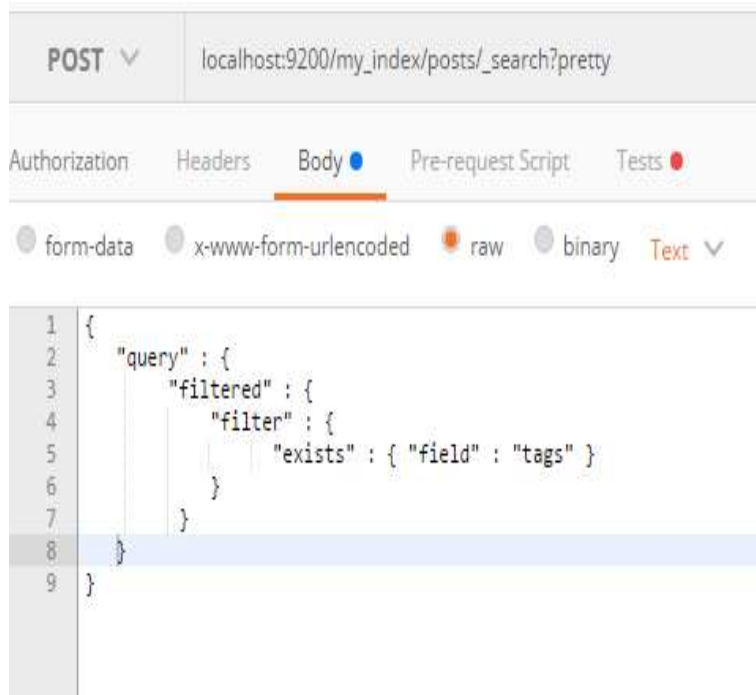 POST localhost:9200/my_index/posts/_search?pretty
Authorization Headers Body Pre-request Script Tests
form-data x-www-form-urlencoded raw binary Text
1 {
2 "query" : {
3 "filtered" : {
4 "filter" : {
5 "exists" : { "field" : "tags" }
6 }
7 }
8 }
9 }